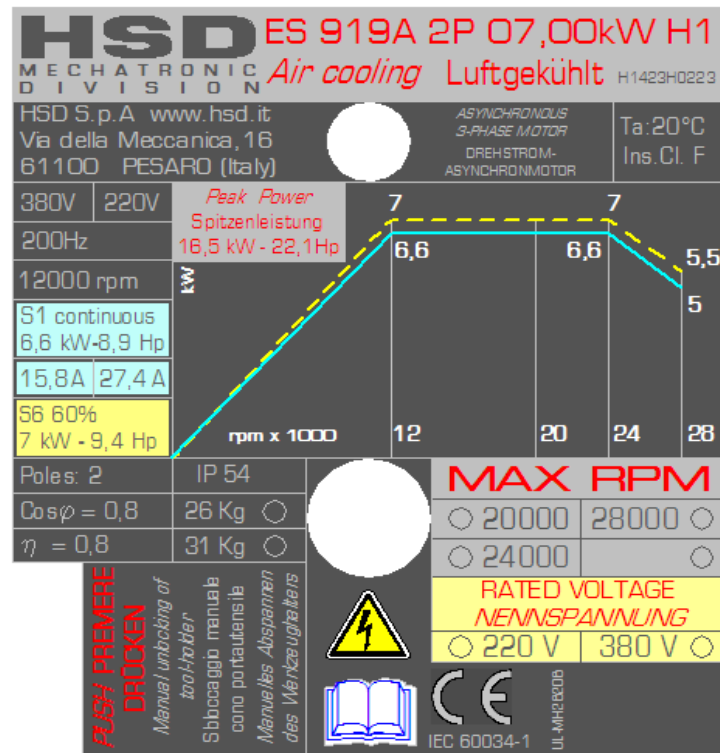 HSD ES 919A 2P 07,00kW H1
MECHATRONIC
DIVISION
Air cooling Luftgekühlt H1423H0223
HSD S.p.A www.hsd.it
Via della Meccanica,16
61100 PESARO (Italy)
ASYNCHRONOUS
3-PHASE MOTOR
DREHSTROM-
ASYNCHRONMOTOR
Ta:20°C
Ins.Cl. F
380V 220V
200Hz
12000 rpm
S1 continuous
6,6 kW-8,9 Hp
15,8A 27,4 A
S6 60%
7 kW - 9,4 Hp
Peak Power
Spitzenleistung
16,5 kW - 22,1Hp
kW
7 7
6,6 6,6 5,5
5
rpm x 1000 12 20 24 28
Poles: 2 IP 54
Cosφ = 0,8 26 Kg
η = 0,8 31 Kg
MAX RPM
20000 28000
24000
RATED VOLTAGE
NENNSPANNUNG
220 V 380 V
PUSH PREMERE
DRÜCKEN
Manual unlocking of
tool-holder
Sbloccaggio manuale
cono portautensile
Manuelles Abspannen
des Werkzeughalters
CE
IEC 60034-1
UL-MH28208